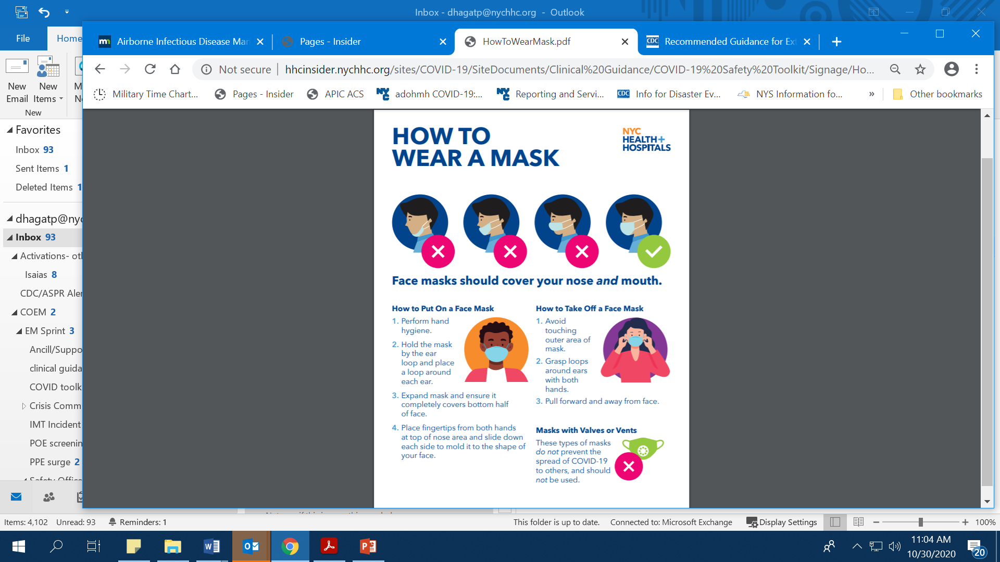 Inbox - dhagatp@nychhc.org - Outlook
File
Home
Airborne Infectious Disease Mar
Pages - Insider
HowToWearMask.pdf
CDC
Recommended Guidance for Ex
Not secure
hhcinsider.nychhc.org/sites/COVID-19/SiteDocuments/Clinical%20Guidance/COVID-19%20Safety%20Toolkit/Signage/Ho...
Military Time Chart...
Pages - Insider
APIC ACS
NYC
adohmh COVID-19:...
NYC
Reporting and Servi...
CDC
Info for Disaster Ev...
NYS Information fo...
»
Other bookmarks
New
Email
New
Items
M
N
New
Favorites
Inbox 93
Sent Items 1
Deleted Items 1
dhagatp@nyc
Inbox 93
Activations- ot
Isaias 8
CDC/ASPR Aler
COEM 2
EM Sprint 3
Ancill/Suppo
clinical guida
COVID toolk
Crisis Comm
IMT Incident
POE screenin
PPE surge 2
Safety Office
HOW TO
WEAR A MASK
NYC
HEALTH+
HOSPITALS
Face masks should cover your nose and mouth.
How to Put On a Face Mask
1. Perform hand
hygiene.
2. Hold the mask
by the ear
loop and place
a loop around
each ear.
3. Expand mask and ensure it
completely covers bottom half
of face.
4. Place fingertips from both hands
at top of nose area and slide down
each side to mold it to the shape of
your face.
How to Take Off a Face Mask
1. Avoid
touching
outer area of
mask.
2. Grasp loops
around ears
with both
hands.
3. Pull forward and away from face.
Masks with Valves or Vents
These types of masks
do not prevent the
spread of COVID-19
to others, and should
not be used.
Items: 4,102
Unread: 93
Reminders: 1
This folder is up to date.
Connected to: Microsoft Exchange
Display Settings
100%
11:04 AM
10/30/2020
20